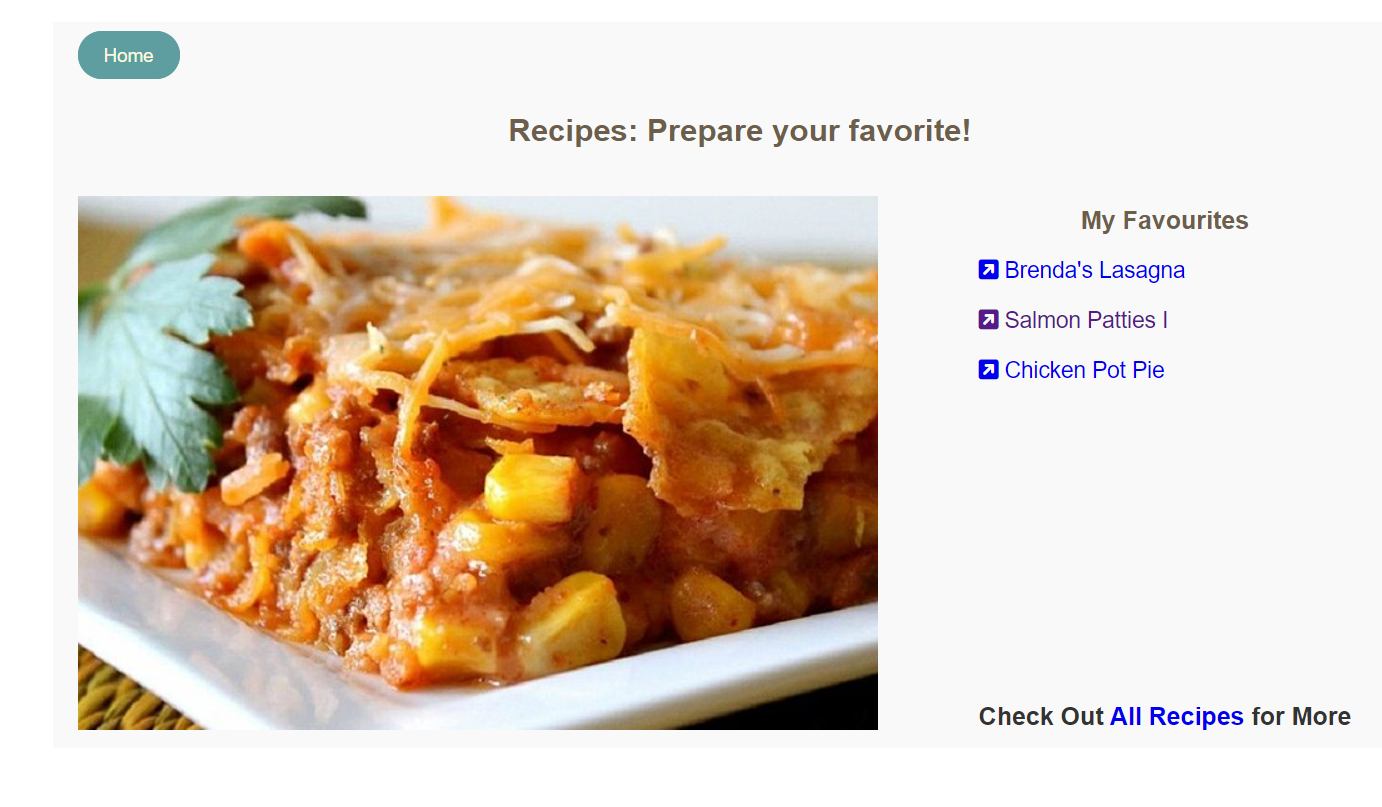 Home
Recipes: Prepare your favorite!
My Favourites
Brenda's Lasagna
Salmon Patties I
Chicken Pot Pie
Check Out All Recipes for More